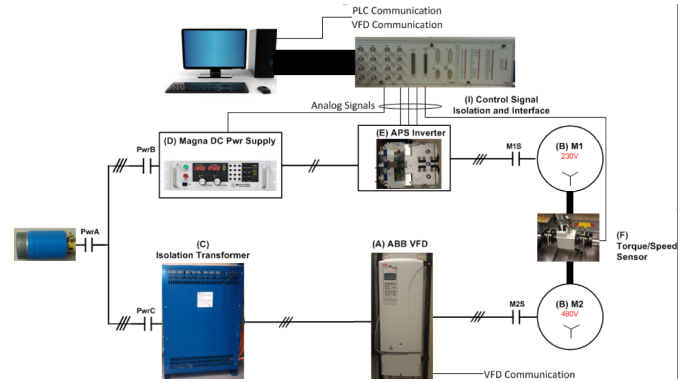 PLC Communication
VFD Communication
Analog Signals
(I) Control Signal
Isolation and Interface
(D) Magna DC Pwr Supply
(E) APS Inverter
PwrB
M1S
(B) M1
230V
PwrA
(F)
Torque/Speed
Sensor
(C)
Isolation Transformer
(A) ABB VFD
PwrC
M2S
(B) M2
480V
VFD Communication